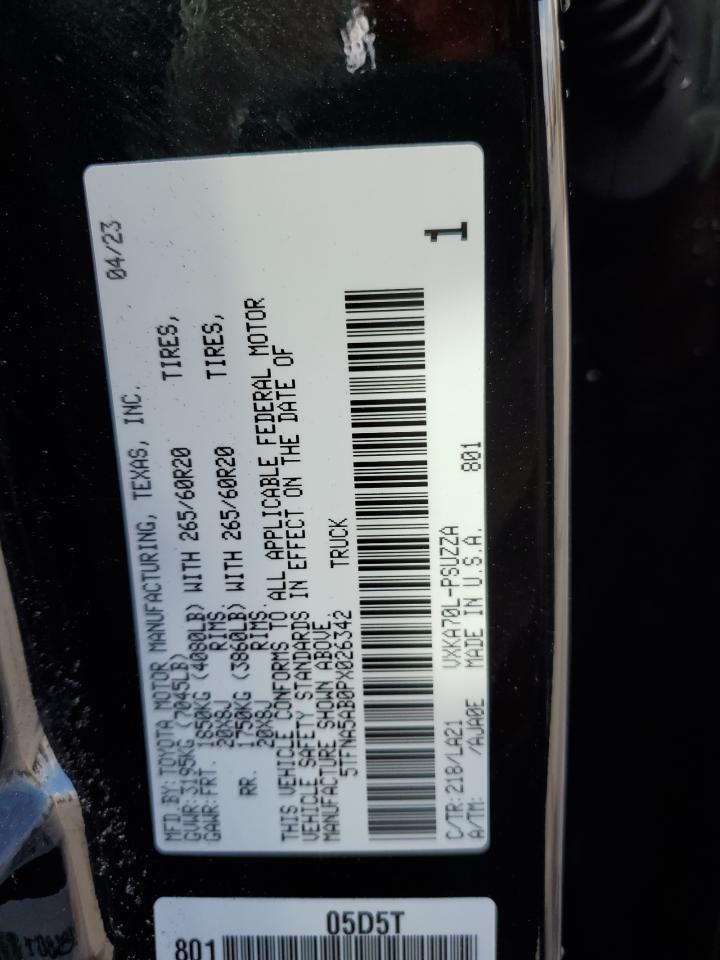 MFD.BY:TOYOTA MOTOR MANUFACTURING, TEXAS, INC. 04/23
GVWR:3195KG (7045LB)
GAWR:FRT. 1850KG (4080LB) WITH 265/60R20 TIRES,
20X8J RIMS.
RR. 1750KG (3860LB) WITH 265/60R20 TIRES,
20X8J RIMS.
THIS VEHICLE CONFORMS TO ALL APPLICABLE FEDERAL MOTOR
VEHICLE SAFETY STANDARDS IN EFFECT ON THE DATE OF
MANUFACTURE SHOWN ABOVE.
5TFNA5AB0PX026342 TRUCK
1
C/TR:218/LA21 VXKA70L-PSUZZA 801
A/TM: /AJA0E MADE IN U.S.A.
05D5T
801